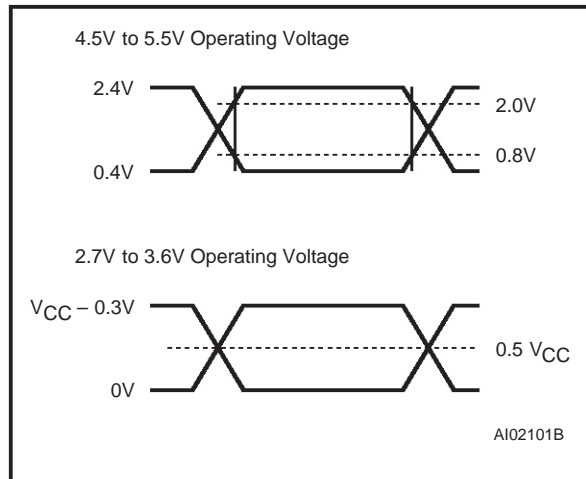 4.5V to 5.5V Operating Voltage
2.4V
2.0V
0.8V
0.4V
2.7V to 3.6V Operating Voltage
VCC – 0.3V
0.5 VCC
0V
AI02101B